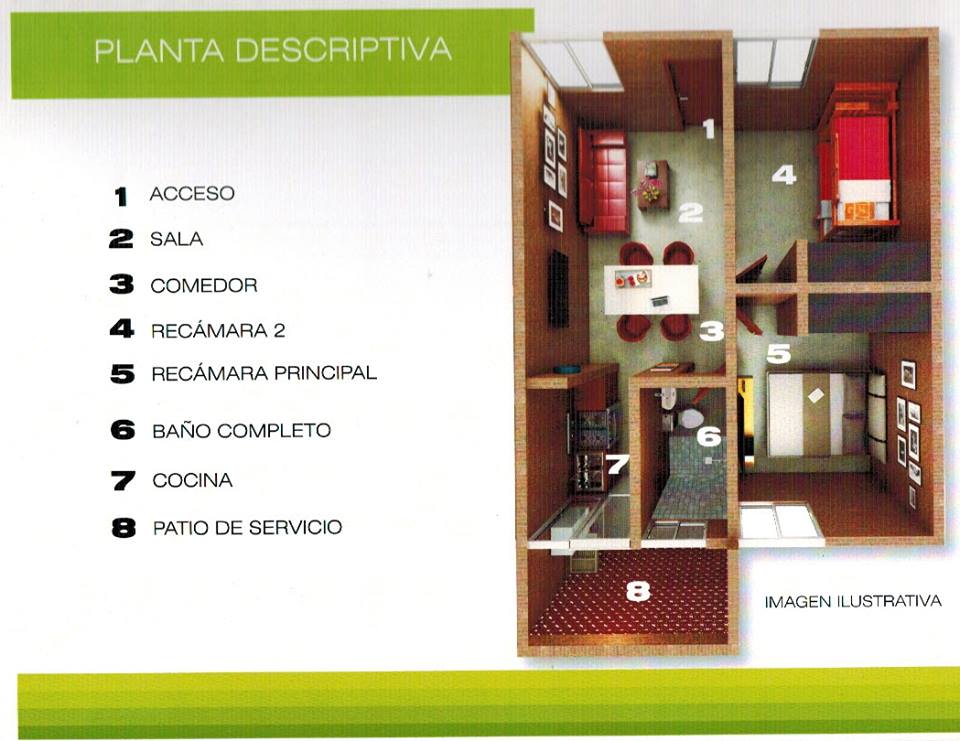 PLANTA DESCRIPTIVA
1 ACCESO
2 SALA
3 COMEDOR
4 RECÁMARA 2
5 RECÁMARA PRINCIPAL
6 BAÑO COMPLETO
7 COCINA
8 PATIO DE SERVICIO
1
4
2
3
5
6
7
8
IMAGEN ILUSTRATIVA